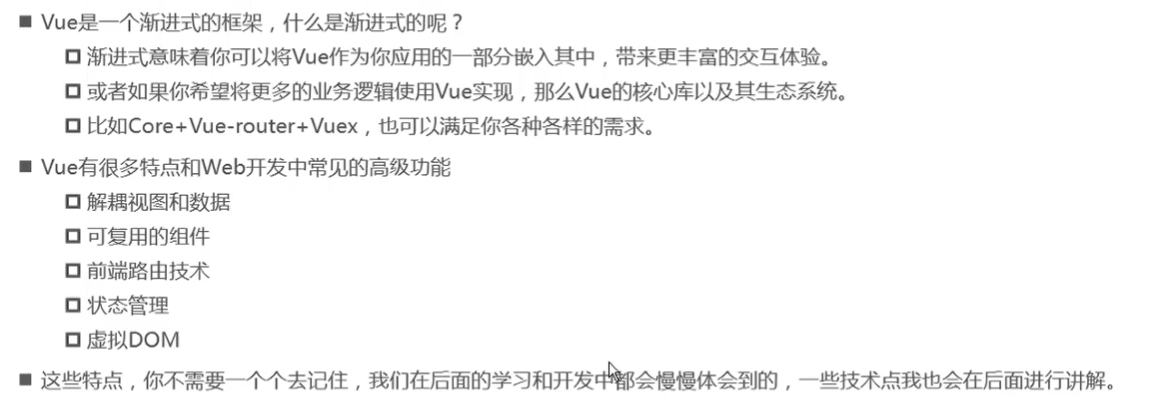 Vue是一个渐进式的框架，什么是渐进式的呢？
渐进式意味着你可以将Vue作为你应用的一部分嵌入其中，带来更丰富的交互体验。
或者如果你希望将更多的业务逻辑使用Vue实现，那么Vue的核心库以及其生态系统。
比如Core+Vue-router+Vuex，也可以满足你各种各样的需求。
Vue有很多特点和Web开发中常见的高级功能
解耦视图和数据
可复用的组件
前端路由技术
状态管理
虚拟DOM
这些特点，你不需要一个个去记住，我们在后面的学习和开发中都会慢慢体会到的，一些技术点我也会在后面进行讲解。